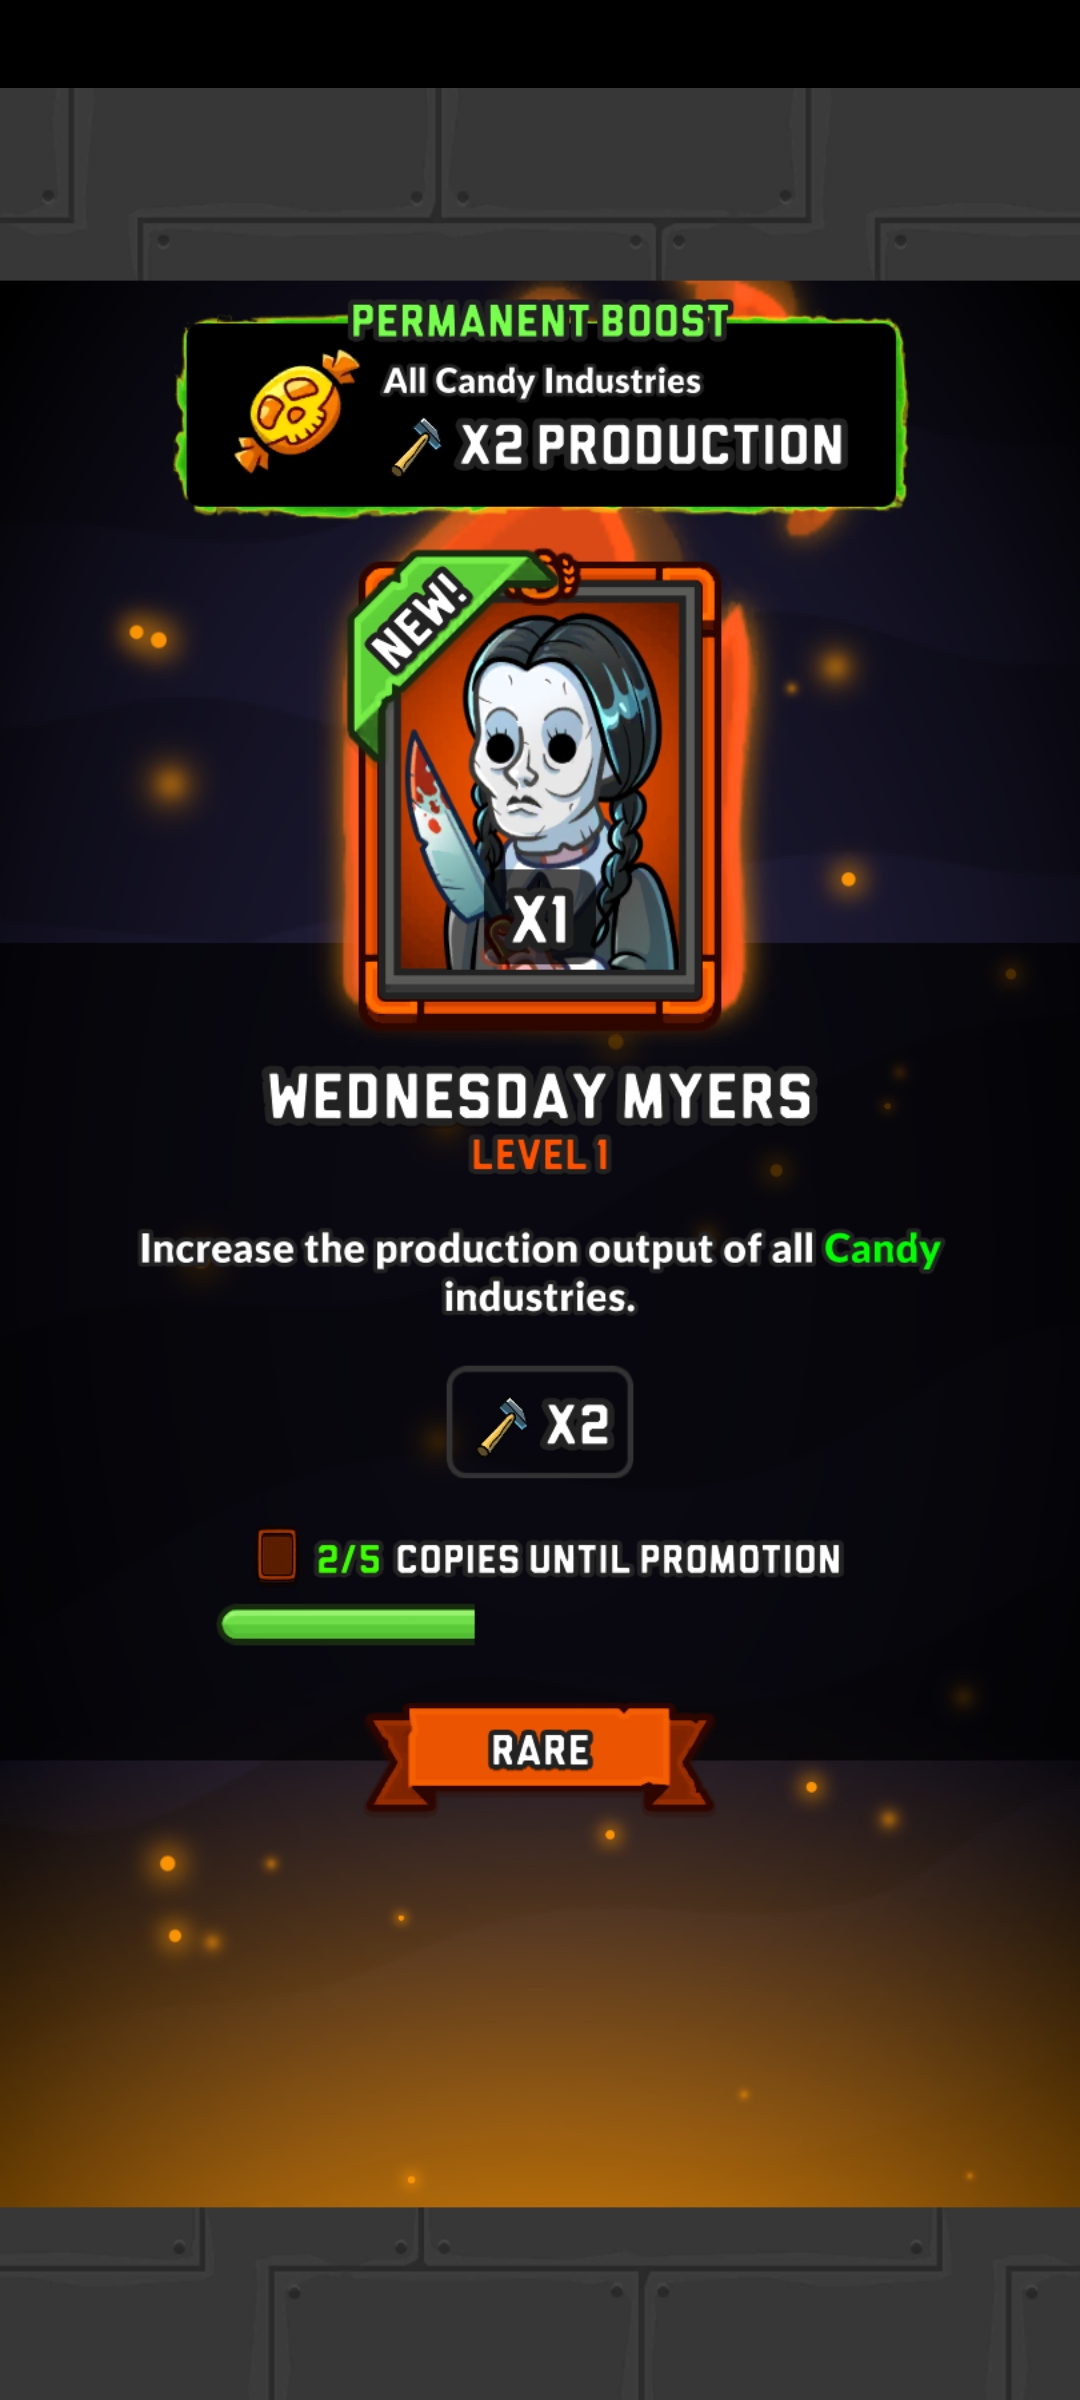 PERMANENT BOOST
All Candy Industries
X2 PRODUCTION
NEW!
X1
WEDNESDAY MYERS
LEVEL 1
Increase the production output of all Candy
industries.
X2
2/5 COPIES UNTIL PROMOTION
RARE